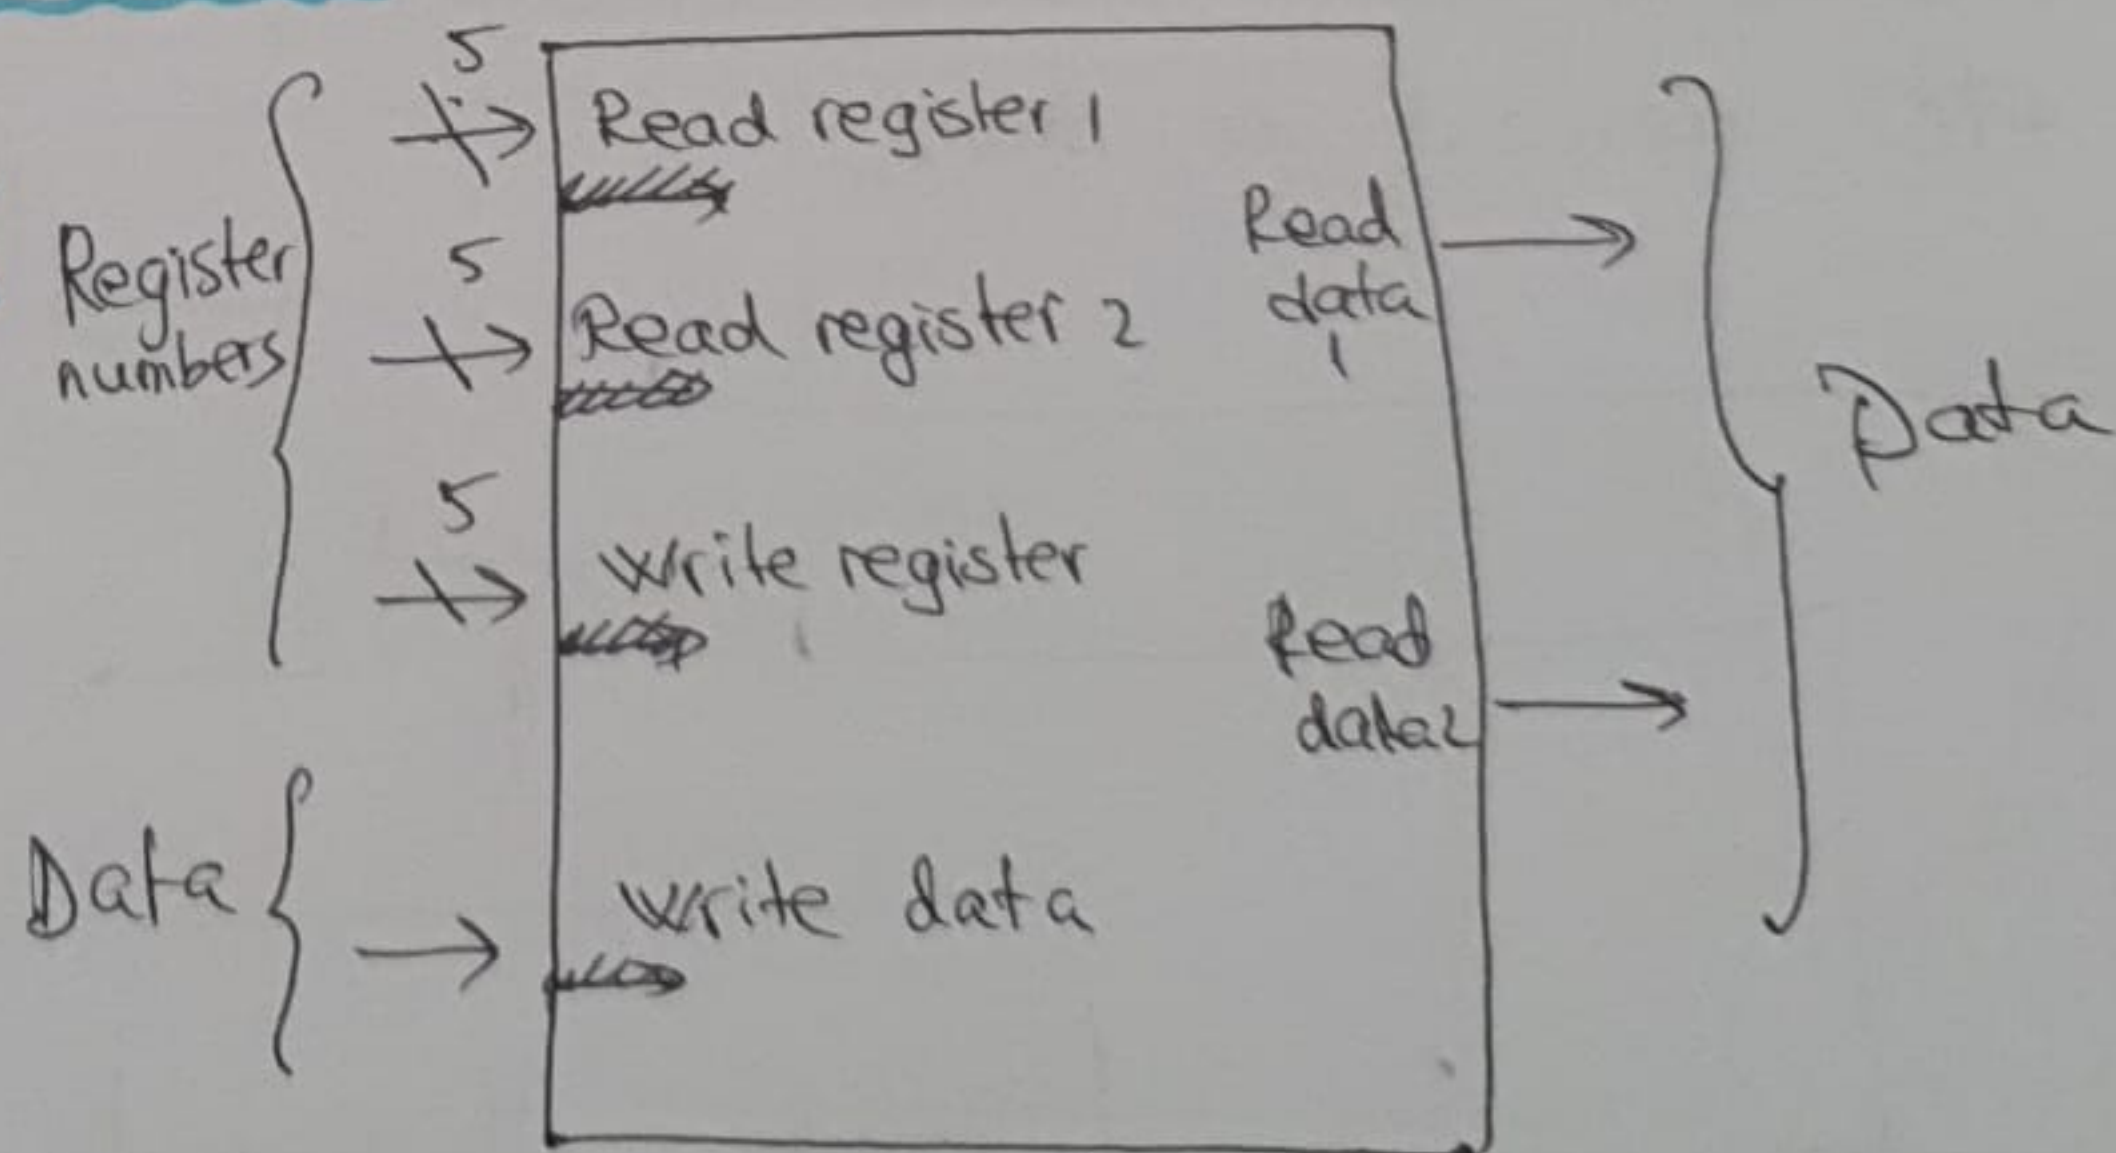 5
Read register 1
Register
numbers
5
Read register 2
5
Write register
Read
data
1
Data
Read
data2
Data
Write data